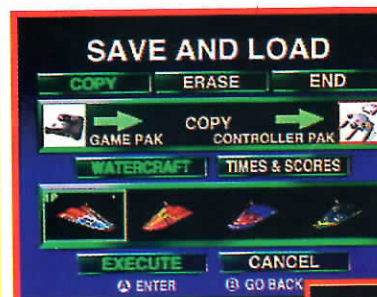 SAVE AND LOAD
COPY ERASE END
GAME PAK COPY CONTROLLER PAK
WATERCRAFT TIMES & SCORES
1P
EXECUTE CANCEL
A ENTER B GO BACK